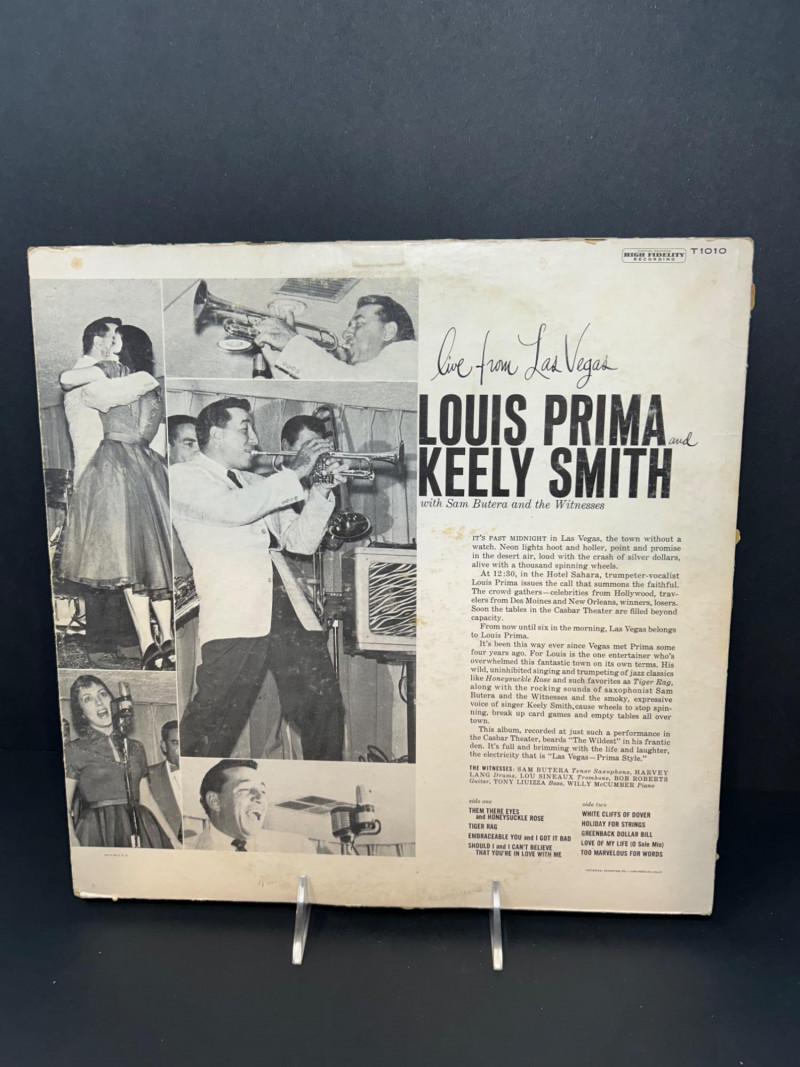 HIGH FIDELITY
RECORDING
T1010
live from Las Vegas
LOUIS PRIMA and
KEELY SMITH
with Sam Butera and the Witnesses
IT'S PAST MIDNIGHT in Las Vegas, the town without a
watch. Neon lights hoot and holler, point and promise
in the desert air, loud with the crash of silver dollars,
alive with a thousand spinning wheels.
At 12:30, in the Hotel Sahara, trumpeter-vocalist
Louis Prima issues the call that summons the faithful.
The crowd gathers—celebrities from Hollywood, trav-
elers from Des Moines and New Orleans, winners, losers.
Soon the tables in the Casbar Theater are filled beyond
capacity.
From now until six in the morning, Las Vegas belongs
to Louis Prima.
It's been this way ever since Vegas met Prima some
four years ago. For Louis is the one entertainer who's
overwhelmed this fantastic town on its own terms. His
wild, uninhibited singing and trumpeting of jazz classics
like Honeysuckle Rose and such favorites as Tiger Rag,
along with the rocking sounds of saxophonist Sam
Butera and the Witnesses and the smoky, expressive
voice of singer Keely Smith, cause wheels to stop spin-
ning, break up card games and empty tables all over
town.
This album, recorded at just such a performance in
the Casbar Theater, beards "The Wildest" in his frantic
den. It's full and brimming with the life and laughter,
the electricity that is "Las Vegas—Prima Style."
THE WITNESSES: SAM BUTERA Tenor Saxophone, HARVEY
LANG Drums, LOU SINEAUX Trombone, BOB ROBERTS
Guitar, TONY LIUIZZA Bass, WILLY McCUMBER Piano
side one
THEM THERE EYES
and HONEYSUCKLE ROSE
TIGER RAG
EMBRACEABLE YOU and I GOT IT BAD
SHOULD I and I CAN'T BELIEVE
THAT YOU'RE IN LOVE WITH ME
side two
WHITE CLIFFS OF DOVER
HOLIDAY FOR STRINGS
GREENBACK DOLLAR BILL
LOVE OF MY LIFE (O Sole Mio)
TOO MARVELOUS FOR WORDS